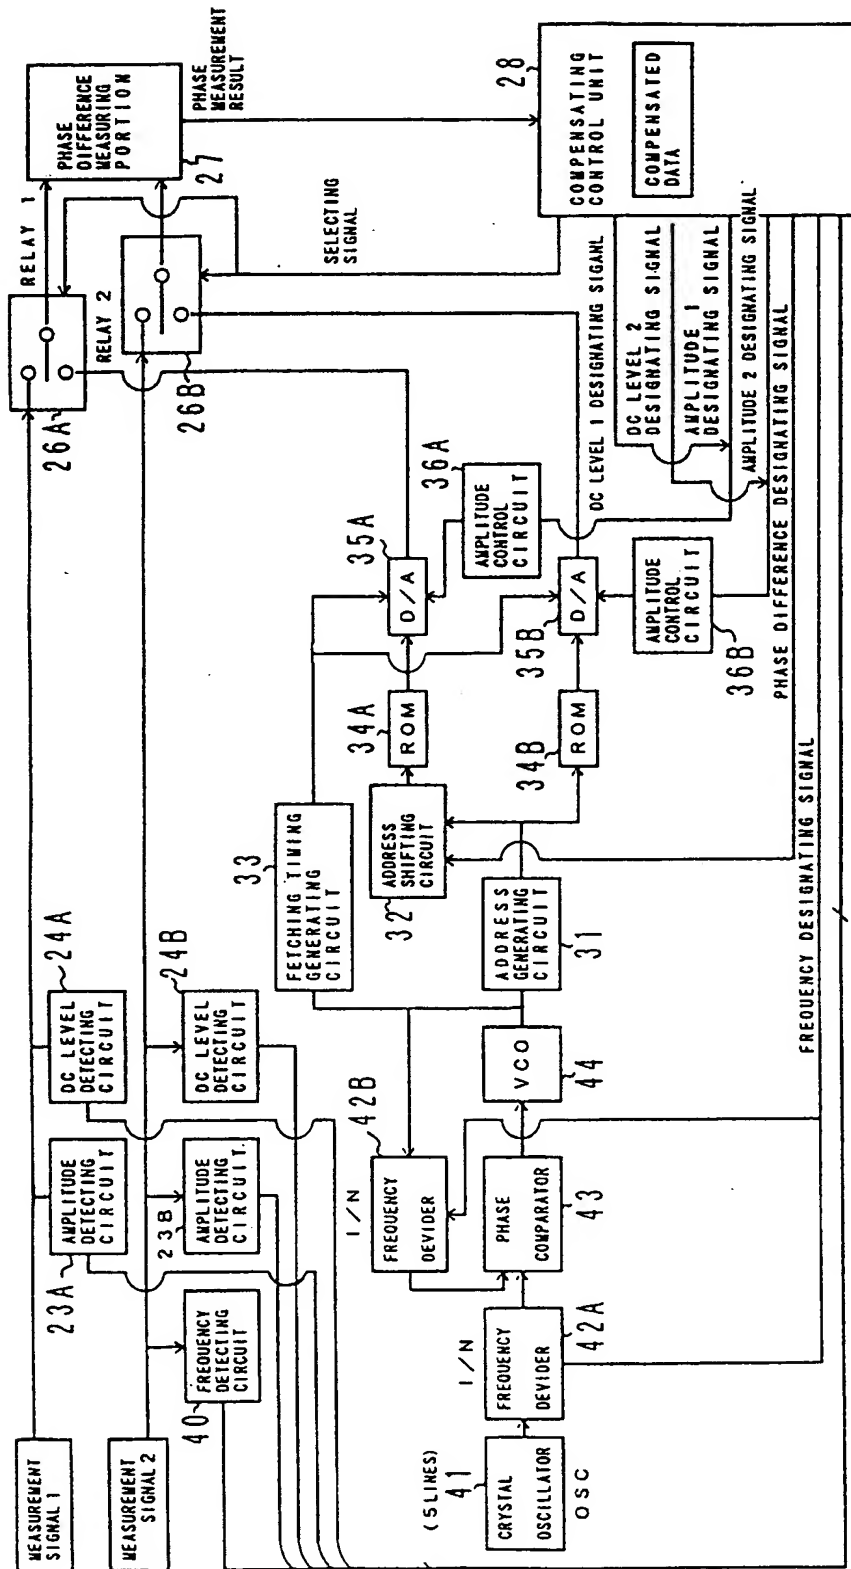 MEASUREMENT
SIGNAL 1
MEASUREMENT
SIGNAL 2
23A
AMPLITUDE
DETECTING
CIRCUIT
24A
DC LEVEL
DETECTING
CIRCUIT
26A
RELAY 1
RELAY 2
26B
PHASE
DIFFERENCE
MEASURING
PORTION
27
PHASE
MEASUREMENT
RESULT
40
FREQUENCY
DETECTING
CIRCUIT
23B
AMPLITUDE
DETECTING
CIRCUIT.
24B
DC LEVEL
DETECTING
CIRCUIT
SELECTING
SIGNAL
33
FETCHING TIMING
GENERATING
CIRCUIT
32
ADDRESS
SHIFTING
CIRCUIT
34A
ROM
35A
D/A
36A
AMPLITUDE
CONTROL
CIRCUIT
1/N
42B
FREQUENCY
DEVIDER
(5 LINES)
41
CRYSTAL
OSCILLATOR
OSC
1/N
FREQUENCY
DEVIDER
42A
PHASE
COMPARATOR
43
VCO
44
ADDRESS
GENERATING
CIRCUIT
31
34B
ROM
35B
D/A
36B
AMPLITUDE
CONTROL
CIRCUIT
28
COMPENSATING
CONTROL UNIT
COMPENSATED
DATA
DC LEVEL 1 DESIGNATING SIGANL
DC LEVEL 2
DESIGNATING SIGNAL
AMPLITUDE 1
DESIGNATING SIGNAL
AMPLITUDE 2 DESIGNATING SIGNAL
PHASE DIFFERENCE DESIGNATING SIGNAL
FREQUENCY DESIGNATING SIGNAL